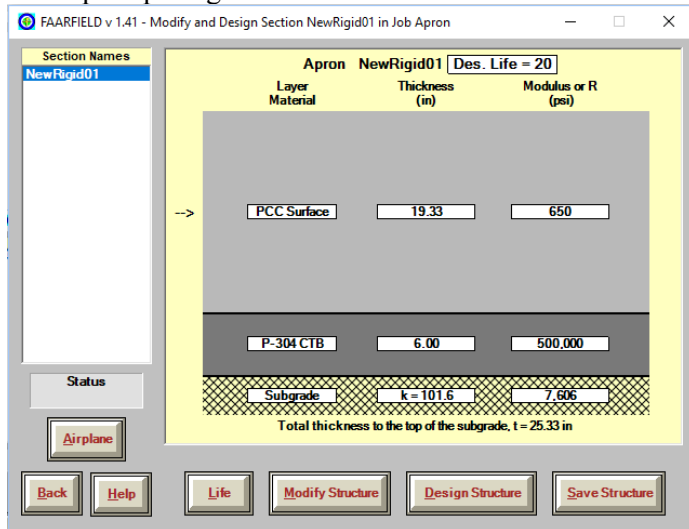 FAARFIELD v 1.41 - Modify and Design Section NewRigid01 in Job Apron
Section Names
NewRigid01
Apron NewRigid01 Des. Life = 20
Layer Material Thickness (in) Modulus or R (psi)
--> PCC Surface 19.33 650
P-304 CTB 6.00 500,000
Subgrade k = 101.6 7,606
Total thickness to the top of the subgrade, t = 25.33 in
Status
Airplane
Back Help Life Modify Structure Design Structure Save Structure